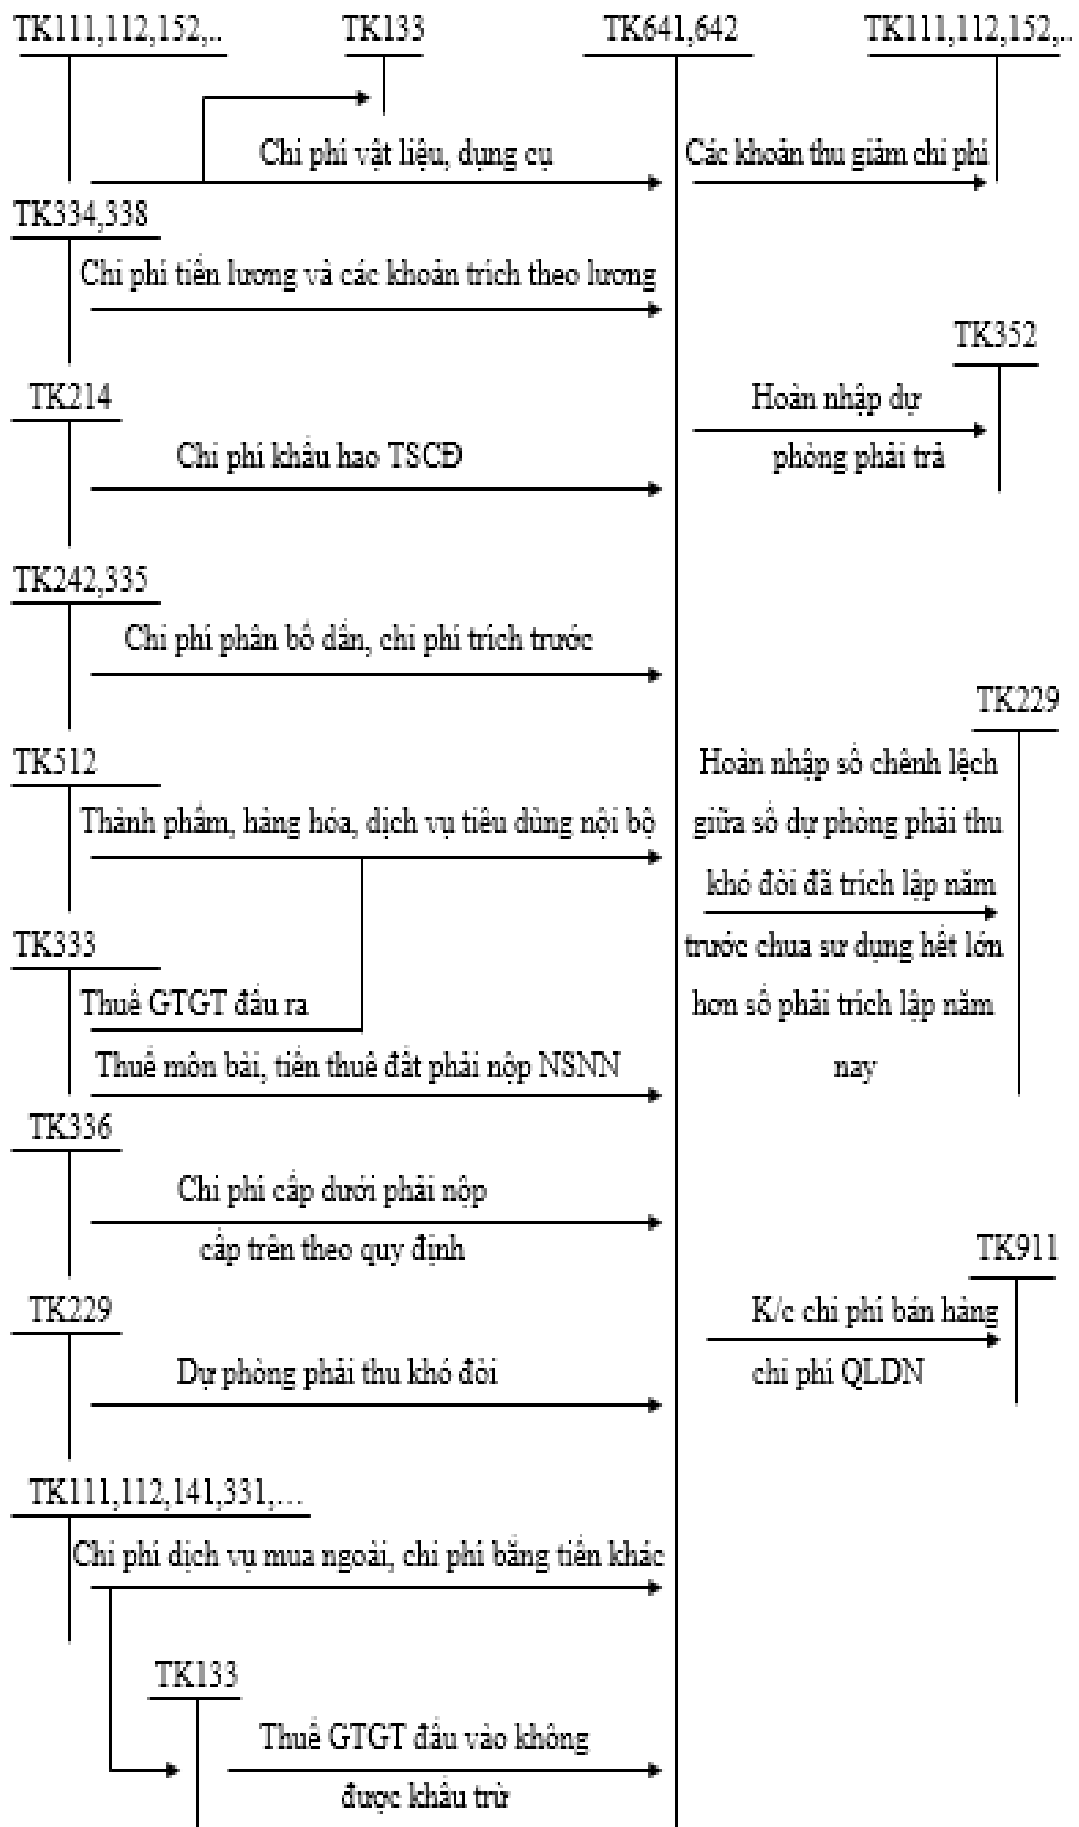 TK111,112,152,..
TK133
TK641,642
TK111,112,152,..
Chi phí vật liệu, dụng cụ
Các khoản thu giảm chi phí
TK334,338
Chi phí tiền lương và các khoản trích theo lương
TK352
TK214
Hoàn nhập dự
Chi phí khấu hao TSCĐ
phòng phải trả
TK242,335
Chi phí phân bổ dần, chi phí trích trước
TK229
TK512
Hoàn nhập số chênh lệch
Thành phẩm, hàng hóa, dịch vụ tiêu dùng nội bộ
giữa số dự phòng phải thu
khó đòi đã trích lập năm
TK333
trước chưa sử dụng hết lớn
Thuế GTGT đầu ra
hơn số phải trích lập năm
Thuế môn bài, tiền thuê đất phải nộp NSNN
nay
TK336
Chi phí cấp dưới phải nộp
cấp trên theo quy định
TK911
TK229
K/c chi phí bán hàng
Dự phòng phải thu khó đòi
chi phí QLDN
TK111,112,141,331,...
Chi phí dịch vụ mua ngoài, chi phí bằng tiền khác
TK133
Thuế GTGT đầu vào không
được khấu trừ